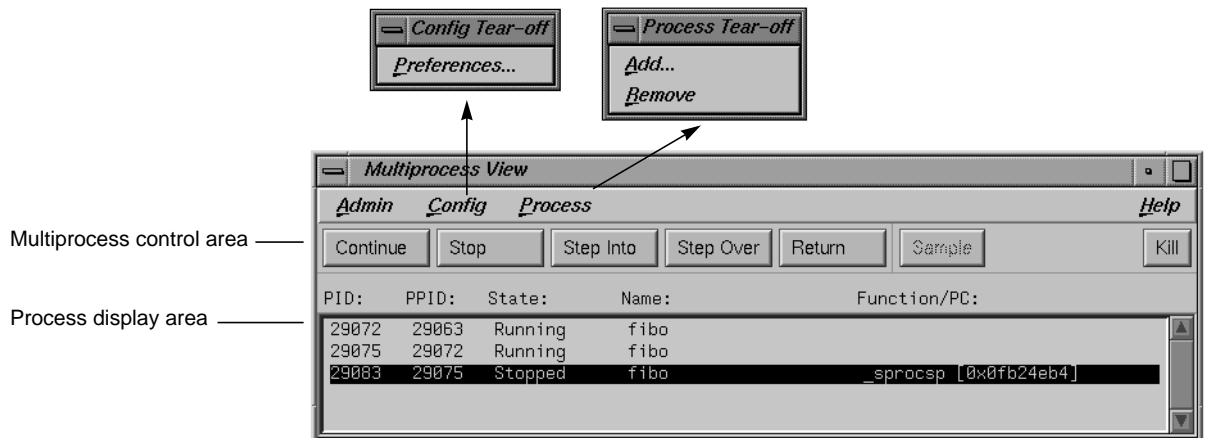 Config Tear-off
Preferences...
Process Tear-off
Add...
Remove
Multiprocess View
Admin Config Process Help
Multiprocess control area
Continue Stop Step Into Step Over Return Sample Kill
PID: PPID: State: Name: Function/PC:
Process display area
29072 29063 Running fibo
29075 29072 Running fibo
29083 29075 Stopped fibo _sprocsp [0x0fb24eb4]